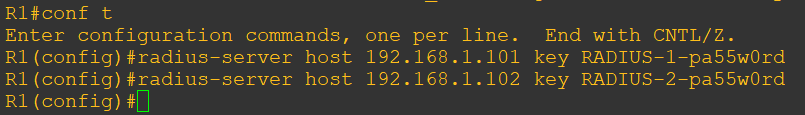 R1#conf t
Enter configuration commands, one per line.  End with CNTL/Z.
R1(config)#radius-server host 192.168.1.101 key RADIUS-1-pa55w0rd
R1(config)#radius-server host 192.168.1.102 key RADIUS-2-pa55w0rd
R1(config)#